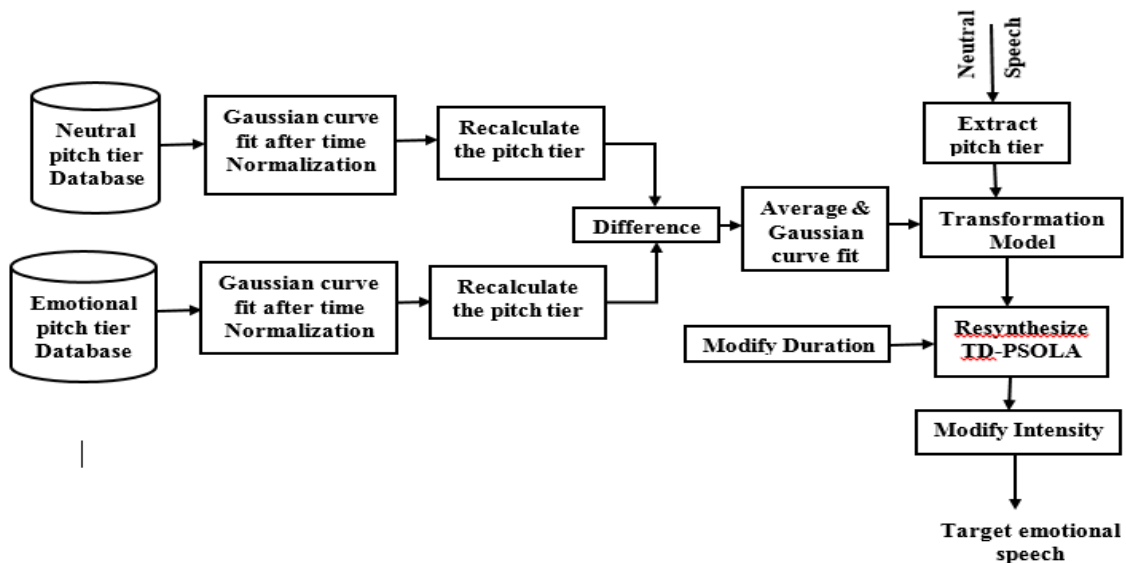 Neutral
Speech
Extract
pitch tier
Neutral
pitch tier
Database
Gaussian curve
fit after time
Normalization
Recalculate
the pitch tier
Difference
Average &
Gaussian
curve fit
Transformation
Model
Emotional
pitch tier
Database
Gaussian curve
fit after time
Normalization
Recalculate
the pitch tier
Modify Duration
Resynthesize
TD-PSOLA
Modify Intensity
Target emotional
speech